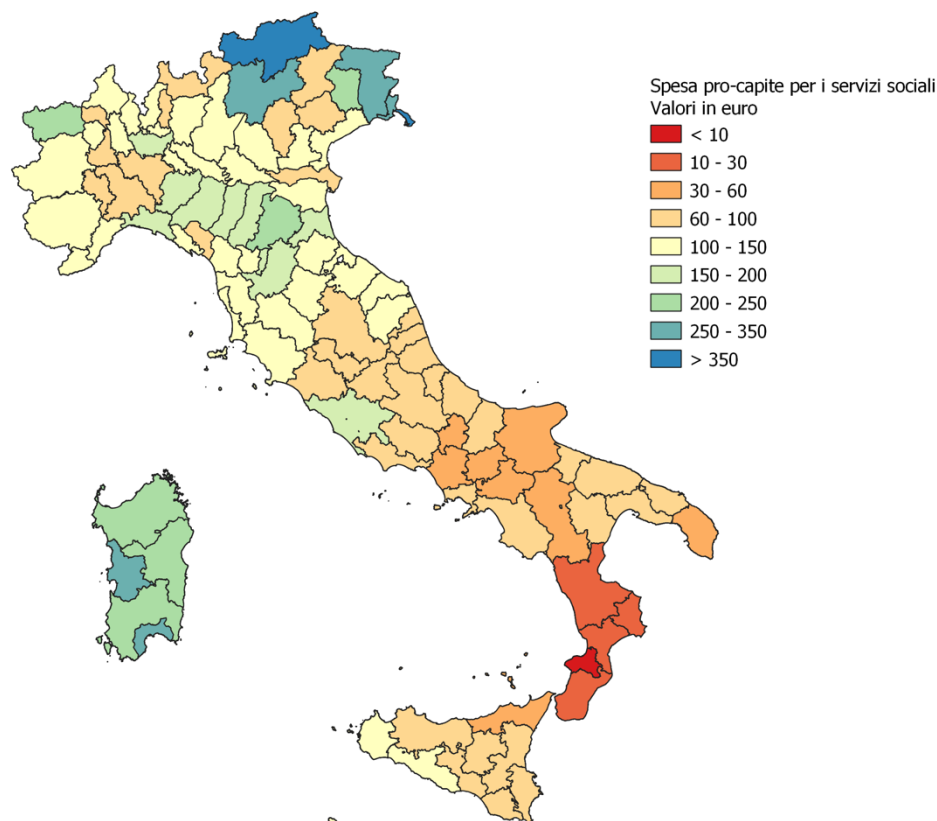 Spesa pro-capite per i servizi sociali
Valori in euro
< 10
10 - 30
30 - 60
60 - 100
100 - 150
150 - 200
200 - 250
250 - 350
> 350